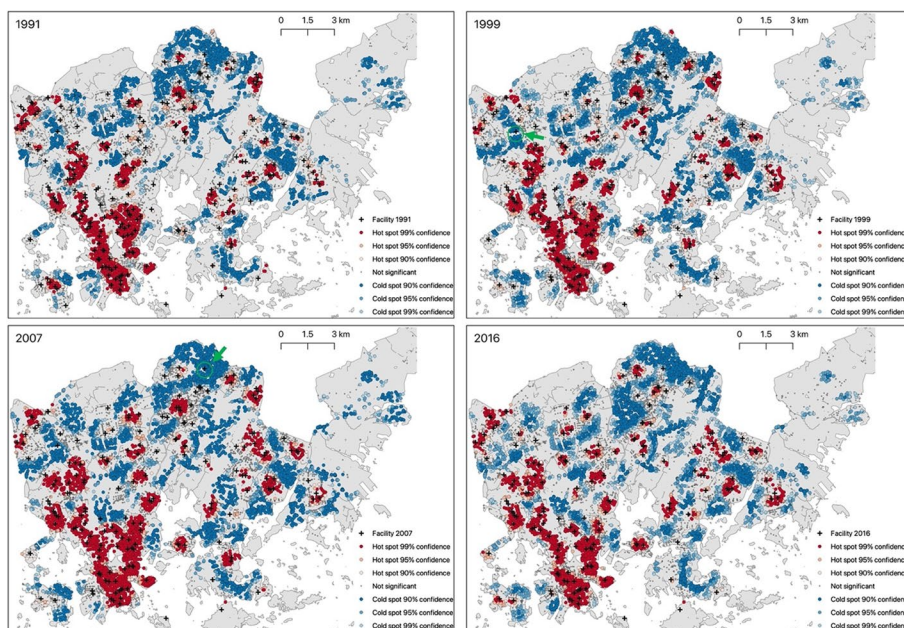 1991
0 1.5 3 km
Facility 1991
Hot spot 99% confidence
Hot spot 95% confidence
Hot spot 90% confidence
Not significant
Cold spot 90% confidence
Cold spot 95% confidence
Cold spot 99% confidence
1999
0 1.5 3 km
Facility 1999
Hot spot 99% confidence
Hot spot 95% confidence
Hot spot 90% confidence
Not significant
Cold spot 90% confidence
Cold spot 95% confidence
Cold spot 99% confidence
2007
0 1.5 3 km
Facility 2007
Hot spot 99% confidence
Hot spot 95% confidence
Hot spot 90% confidence
Not significant
Cold spot 90% confidence
Cold spot 95% confidence
Cold spot 99% confidence
2016
0 1.5 3 km
Facility 2016
Hot spot 99% confidence
Hot spot 95% confidence
Hot spot 90% confidence
Not significant
Cold spot 90% confidence
Cold spot 95% confidence
Cold spot 99% confidence